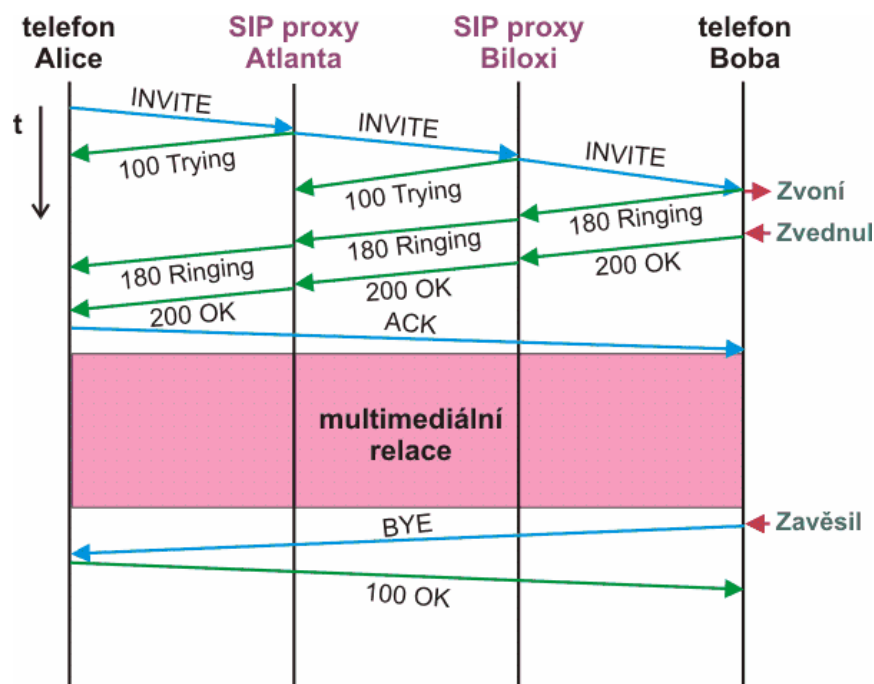 telefon
Alice
SIP proxy
Atlanta
SIP proxy
Biloxi
telefon
Boba
t
INVITE
INVITE
INVITE
100 Trying
100 Trying
Zvoní
180 Ringing
180 Ringing
180 Ringing
Zvednul
200 OK
200 OK
200 OK
ACK
multimediální
relace
BYE
Zavěsil
100 OK